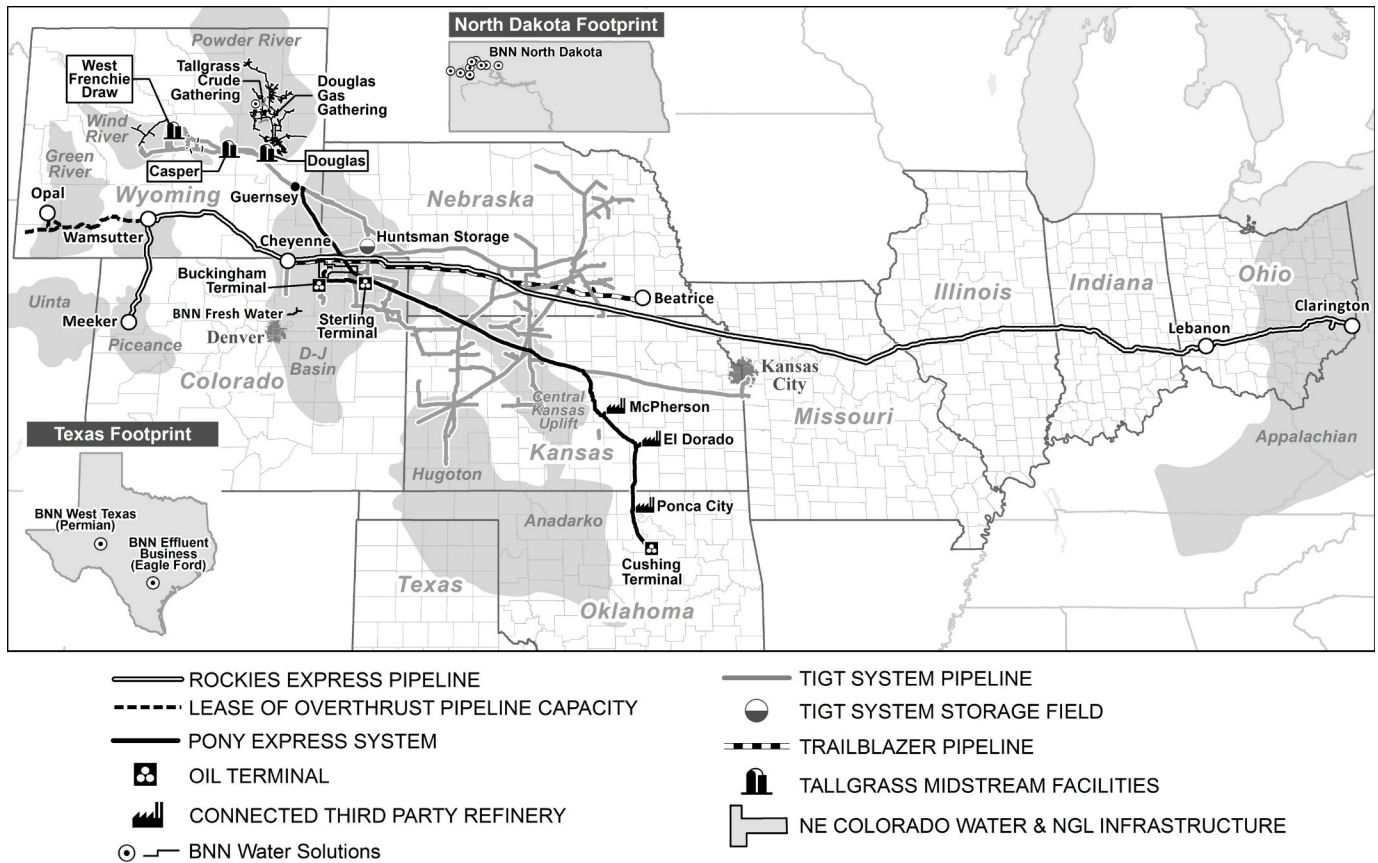 North Dakota Footprint
BNN North Dakota
Powder River
West
Frenchie
Draw
Tallgrass
Crude
Gathering
Douglas
Gas
Gathering
Wind
River
Green
River
Casper
Douglas
Opal
Wyoming
Guernsey
Nebraska
Wamsutter
Cheyenne
Huntsman Storage
Buckingham
Terminal
Beatrice
Illinois
Indiana
Ohio
Uinta
Meeker
BNN Fresh Water
Sterling
Terminal
Denver
Piceance
D-J
Basin
Colorado
Lebanon
Clarington
Kansas
City
Central
Kansas
Uplift
McPherson
Missouri
El Dorado
Kansas
Appalachian
Hugoton
Texas Footprint
BNN West Texas
(Permian)
BNN Effluent
Business
(Eagle Ford)
Anadarko
Ponca City
Cushing
Terminal
Texas
Oklahoma
ROCKIES EXPRESS PIPELINE
LEASE OF OVERTHRUST PIPELINE CAPACITY
PONY EXPRESS SYSTEM
OIL TERMINAL
CONNECTED THIRD PARTY REFINERY
BNN Water Solutions
TIGT SYSTEM PIPELINE
TIGT SYSTEM STORAGE FIELD
TRAILBLAZER PIPELINE
TALLGRASS MIDSTREAM FACILITIES
NE COLORADO WATER & NGL INFRASTRUCTURE